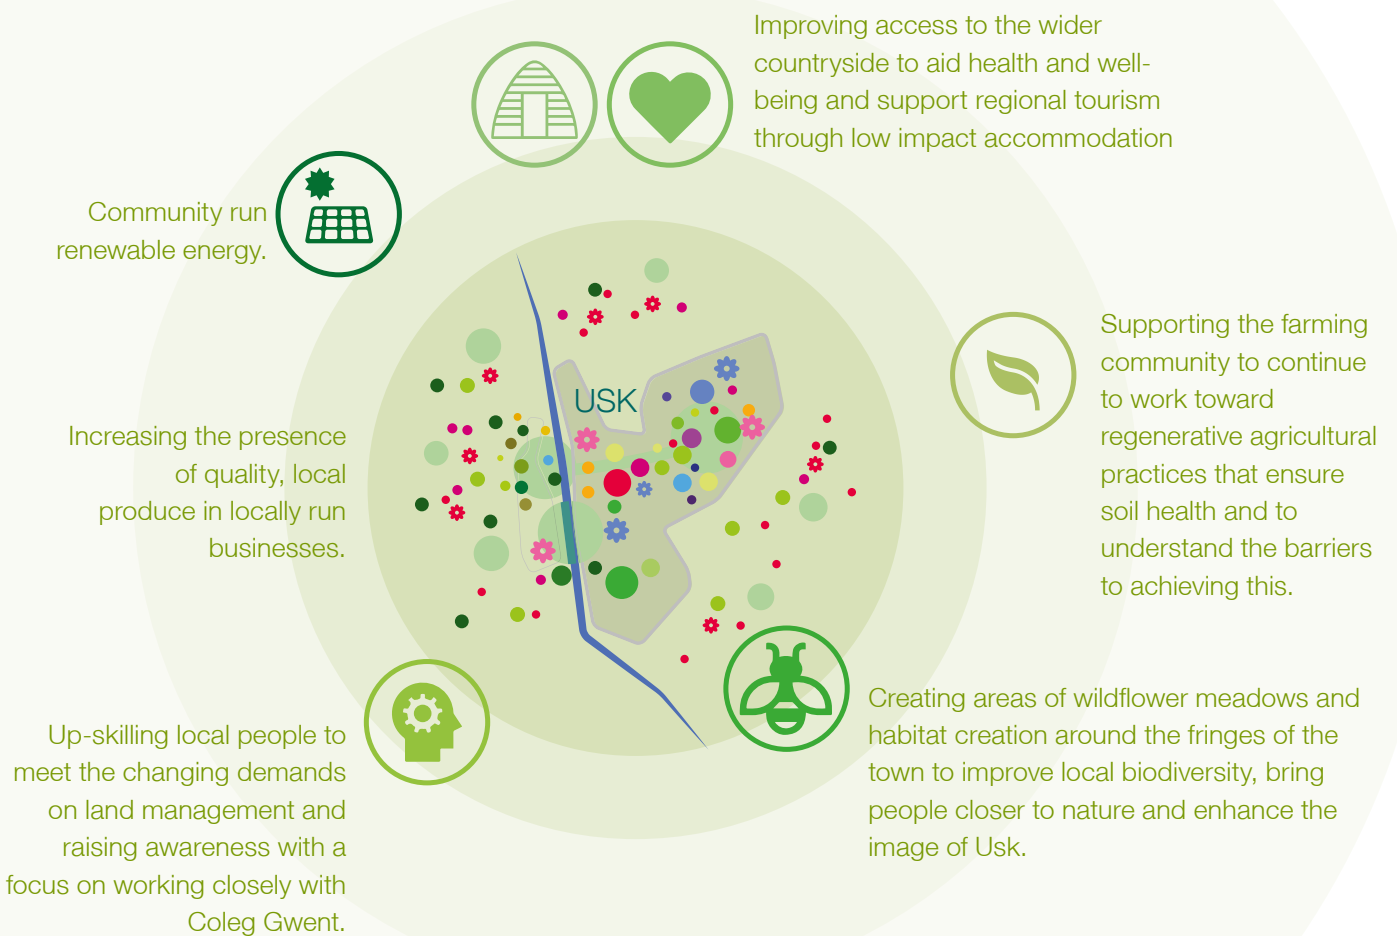 Improving access to the wider
countryside to aid health and well-
being and support regional tourism
through low impact accommodation
Community run
renewable energy.
USK
Supporting the farming
community to continue
to work toward
regenerative agricultural
practices that ensure
soil health and to
understand the barriers
to achieving this.
Increasing the presence
of quality, local
produce in locally run
businesses.
Creating areas of wildflower meadows and
habitat creation around the fringes of the
town to improve local biodiversity, bring
people closer to nature and enhance the
image of Usk.
Up-skilling local people to
meet the changing demands
on land management and
raising awareness with a
focus on working closely with
Coleg Gwent.